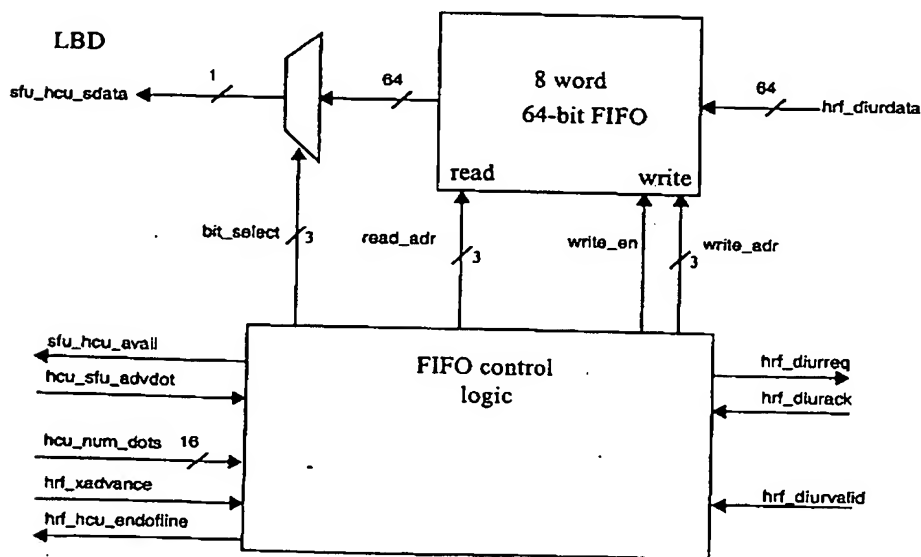 LBD
1
64
8 word
64-bit FIFO
64
sfu_hcu_sdata
hrf_diurdata
read
write
bit_select
3
read_adr
3
write_en
write_adr
3
sfu_hcu_avail
hcu_sfu_advdot
FIFO control
logic
hrf_diurreq
hrf_diurack
hcu_num_dots
16
hrf_xadvance
hrf_diurvalid
hrf_hcu_endofline